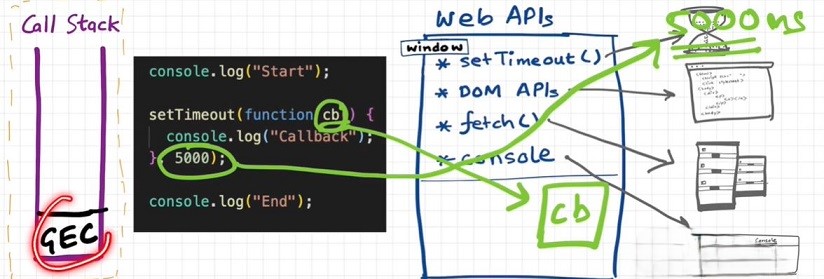 Call Stack
GEC
console.log("Start");
setTimeout(function cb() {
console.log("Callback");
}, 5000);
console.log("End");
Web APIs
window
* setTimeout()
* DOM APIs
* fetch()
* console
cb
5000ms
Console